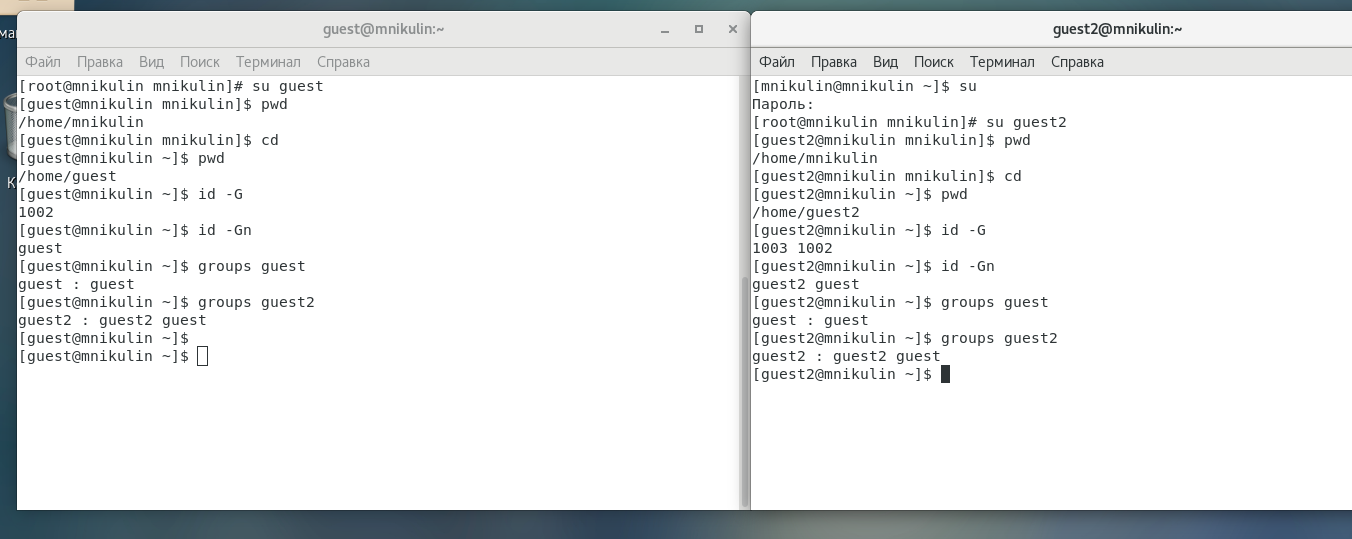 guest@mnikulin:~
Файл Правка Вид Поиск Терминал Справка
[root@mnikulin mnikulin]# su guest
[guest@mnikulin mnikulin]$ pwd
/home/mnikulin
[guest@mnikulin mnikulin]$ cd
[guest@mnikulin ~]$ pwd
/home/guest
[guest@mnikulin ~]$ id -G
1002
[guest@mnikulin ~]$ id -Gn
guest
[guest@mnikulin ~]$ groups guest
guest : guest
[guest@mnikulin ~]$ groups guest2
guest2 : guest2 guest
[guest@mnikulin ~]$
[guest@mnikulin ~]$
guest2@mnikulin:~
Файл Правка Вид Поиск Терминал Справка
[mnikulin@mnikulin ~]$ su
Пароль:
[root@mnikulin mnikulin]# su guest2
[guest2@mnikulin mnikulin]$ pwd
/home/mnikulin
[guest2@mnikulin mnikulin]$ cd
[guest2@mnikulin ~]$ pwd
/home/guest2
[guest2@mnikulin ~]$ id -G
1003 1002
[guest2@mnikulin ~]$ id -Gn
guest2 guest
[guest2@mnikulin ~]$ groups guest
guest : guest
[guest2@mnikulin ~]$ groups guest2
guest2 : guest2 guest
[guest2@mnikulin ~]$